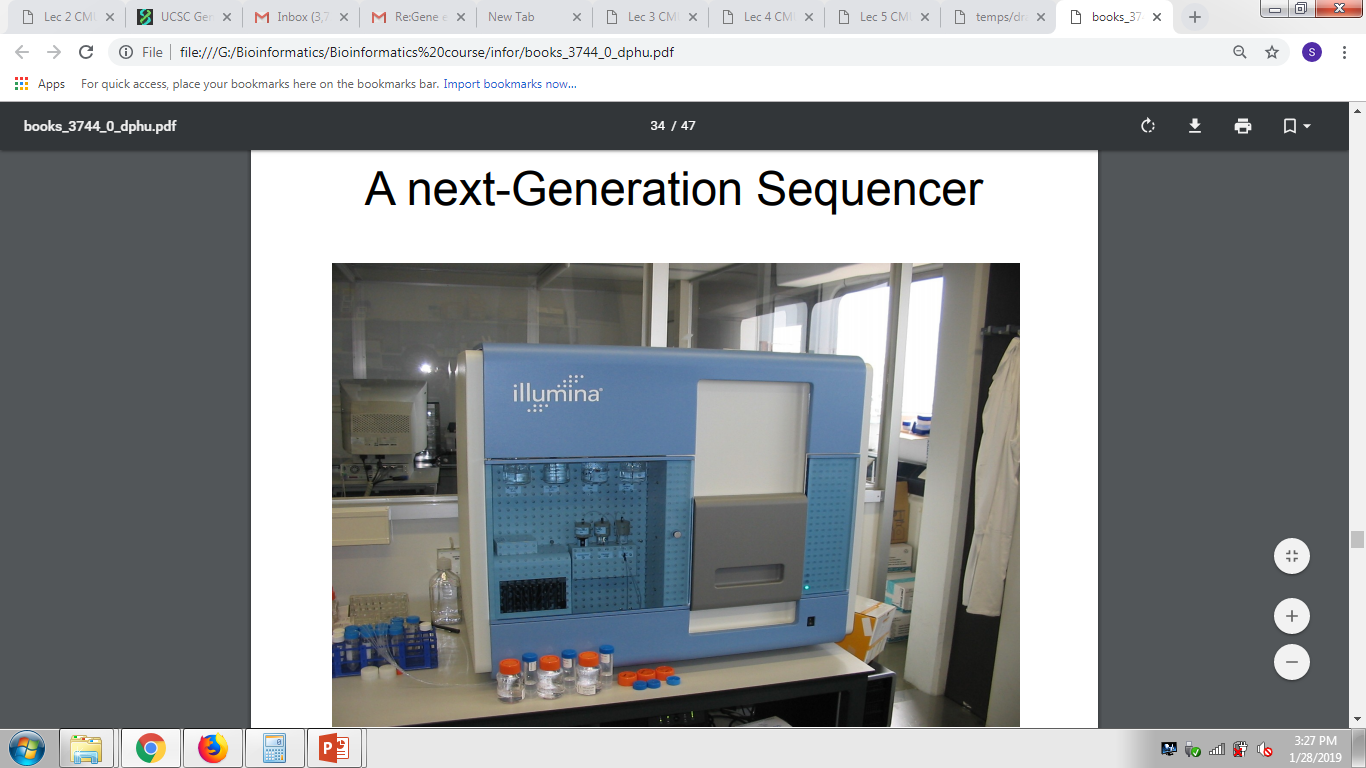 Lec 2 CM
UCSC Ger
Inbox (3,7
Re:Gene e
New Tab
Lec 3 CM
Lec 4 CM
Lec 5 CM
temps/dr
books_37
File
file:///G:/Bioinformatics/Bioinformatics%20course/infor/books_3744_0_dphu.pdf
S
Apps
For quick access, place your bookmarks here on the bookmarks bar. Import bookmarks now...
books_3744_0_dphu.pdf
34 / 47
A next-Generation Sequencer
illumina
3:27 PM
1/28/2019